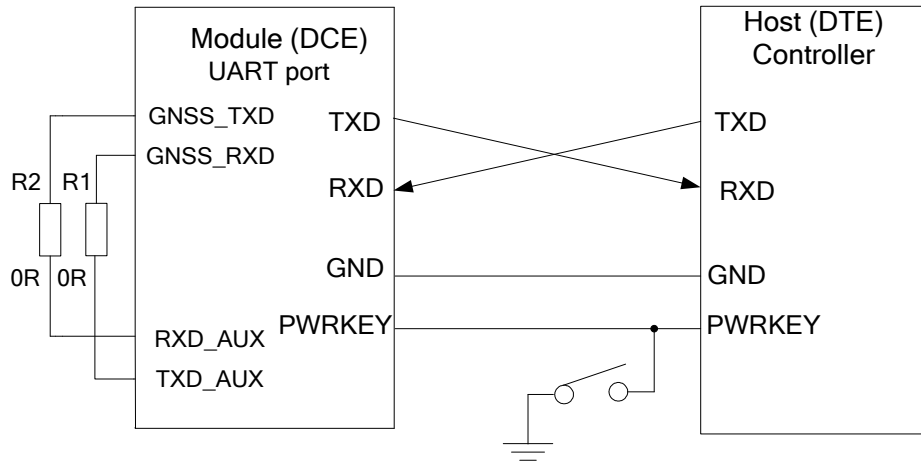 Module (DCE)
UART port
GNSS_TXD
GNSS_RXD
R2
R1
0R
0R
RXD_AUX
TXD_AUX
TXD
RXD
GND
PWRKEY
Host (DTE)
Controller
TXD
RXD
GND
PWRKEY